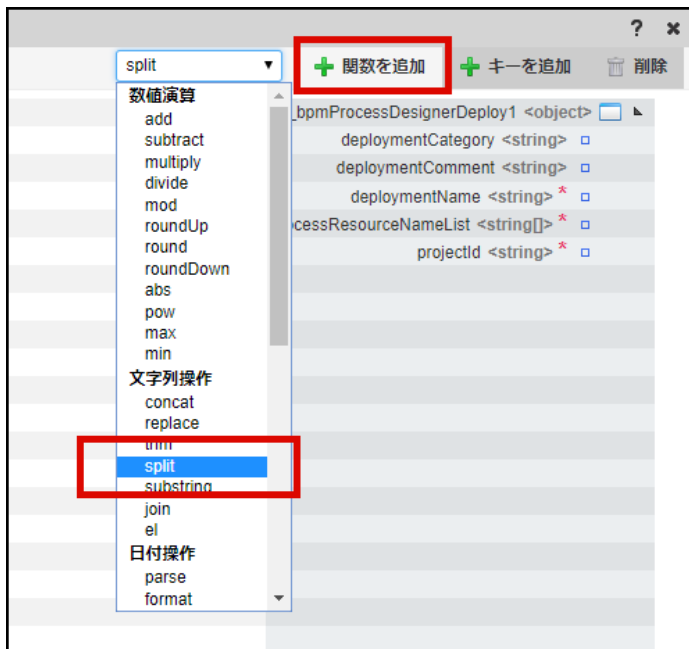 ? ×
split ▼ 関数を追加 キーを追加 削除
数値演算
add
subtract
multiply
divide
mod
roundUp
round
roundDown
abs
pow
max
min
文字列操作
concat
replace
trim
split
substring
join
el
日付操作
parse
format
_bpmProcessDesignerDeploy1 <object>
deploymentCategory <string>
deploymentComment <string>
deploymentName <string> *
cessResourceNameList <string[]> *
projectId <string> *